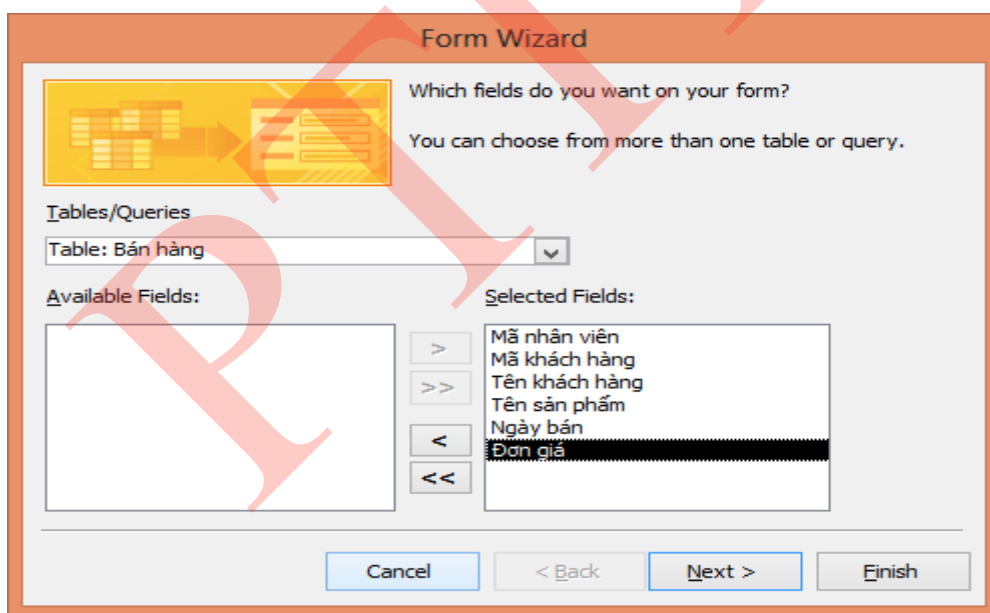 Form Wizard
Which fields do you want on your form?
You can choose from more than one table or query.
Tables/Queries
Table: Bán hàng
Available Fields:
Selected Fields:
Mã nhân viên
Mã khách hàng
Tên khách hàng
Tên sản phẩm
Ngày bán
Đơn giá
>
>>
<
<<
Cancel
< Back
Next >
Finish